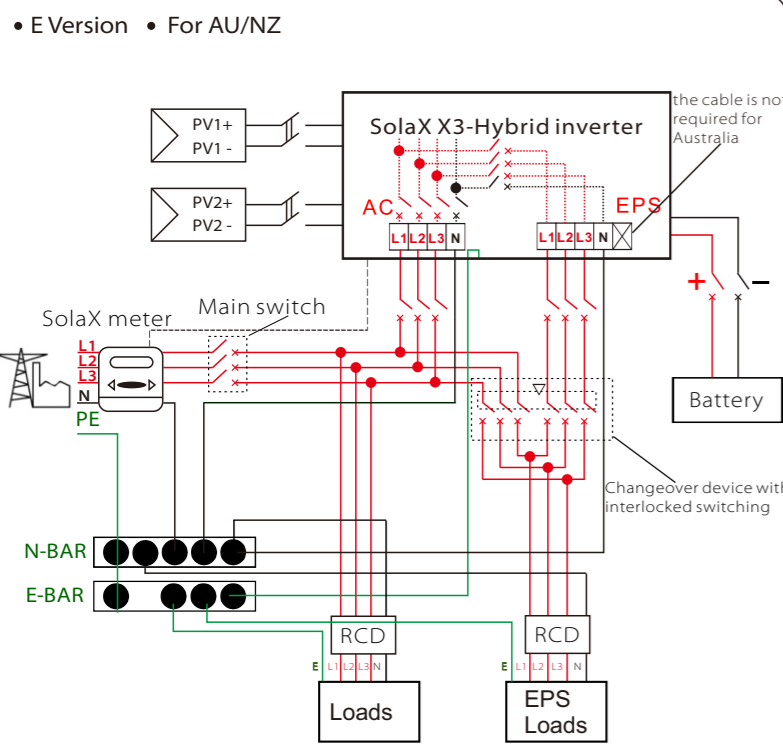 • E Version • For AU/NZ
the cable is not
required for
Australia
PV1+
PV1 -
SolaX X3-Hybrid inverter
PV2+
PV2 -
AC
EPS
L1 L2 L3 N
L1 L2 L3 N
+ −
SolaX meter
Main switch
L1
L2
L3
N
PE
Battery
Changeover device with
interlocked switching
N-BAR
E-BAR
RCD
RCD
E L1 L2 L3 N
E L1 L2 L3 N
Loads
EPS
Loads